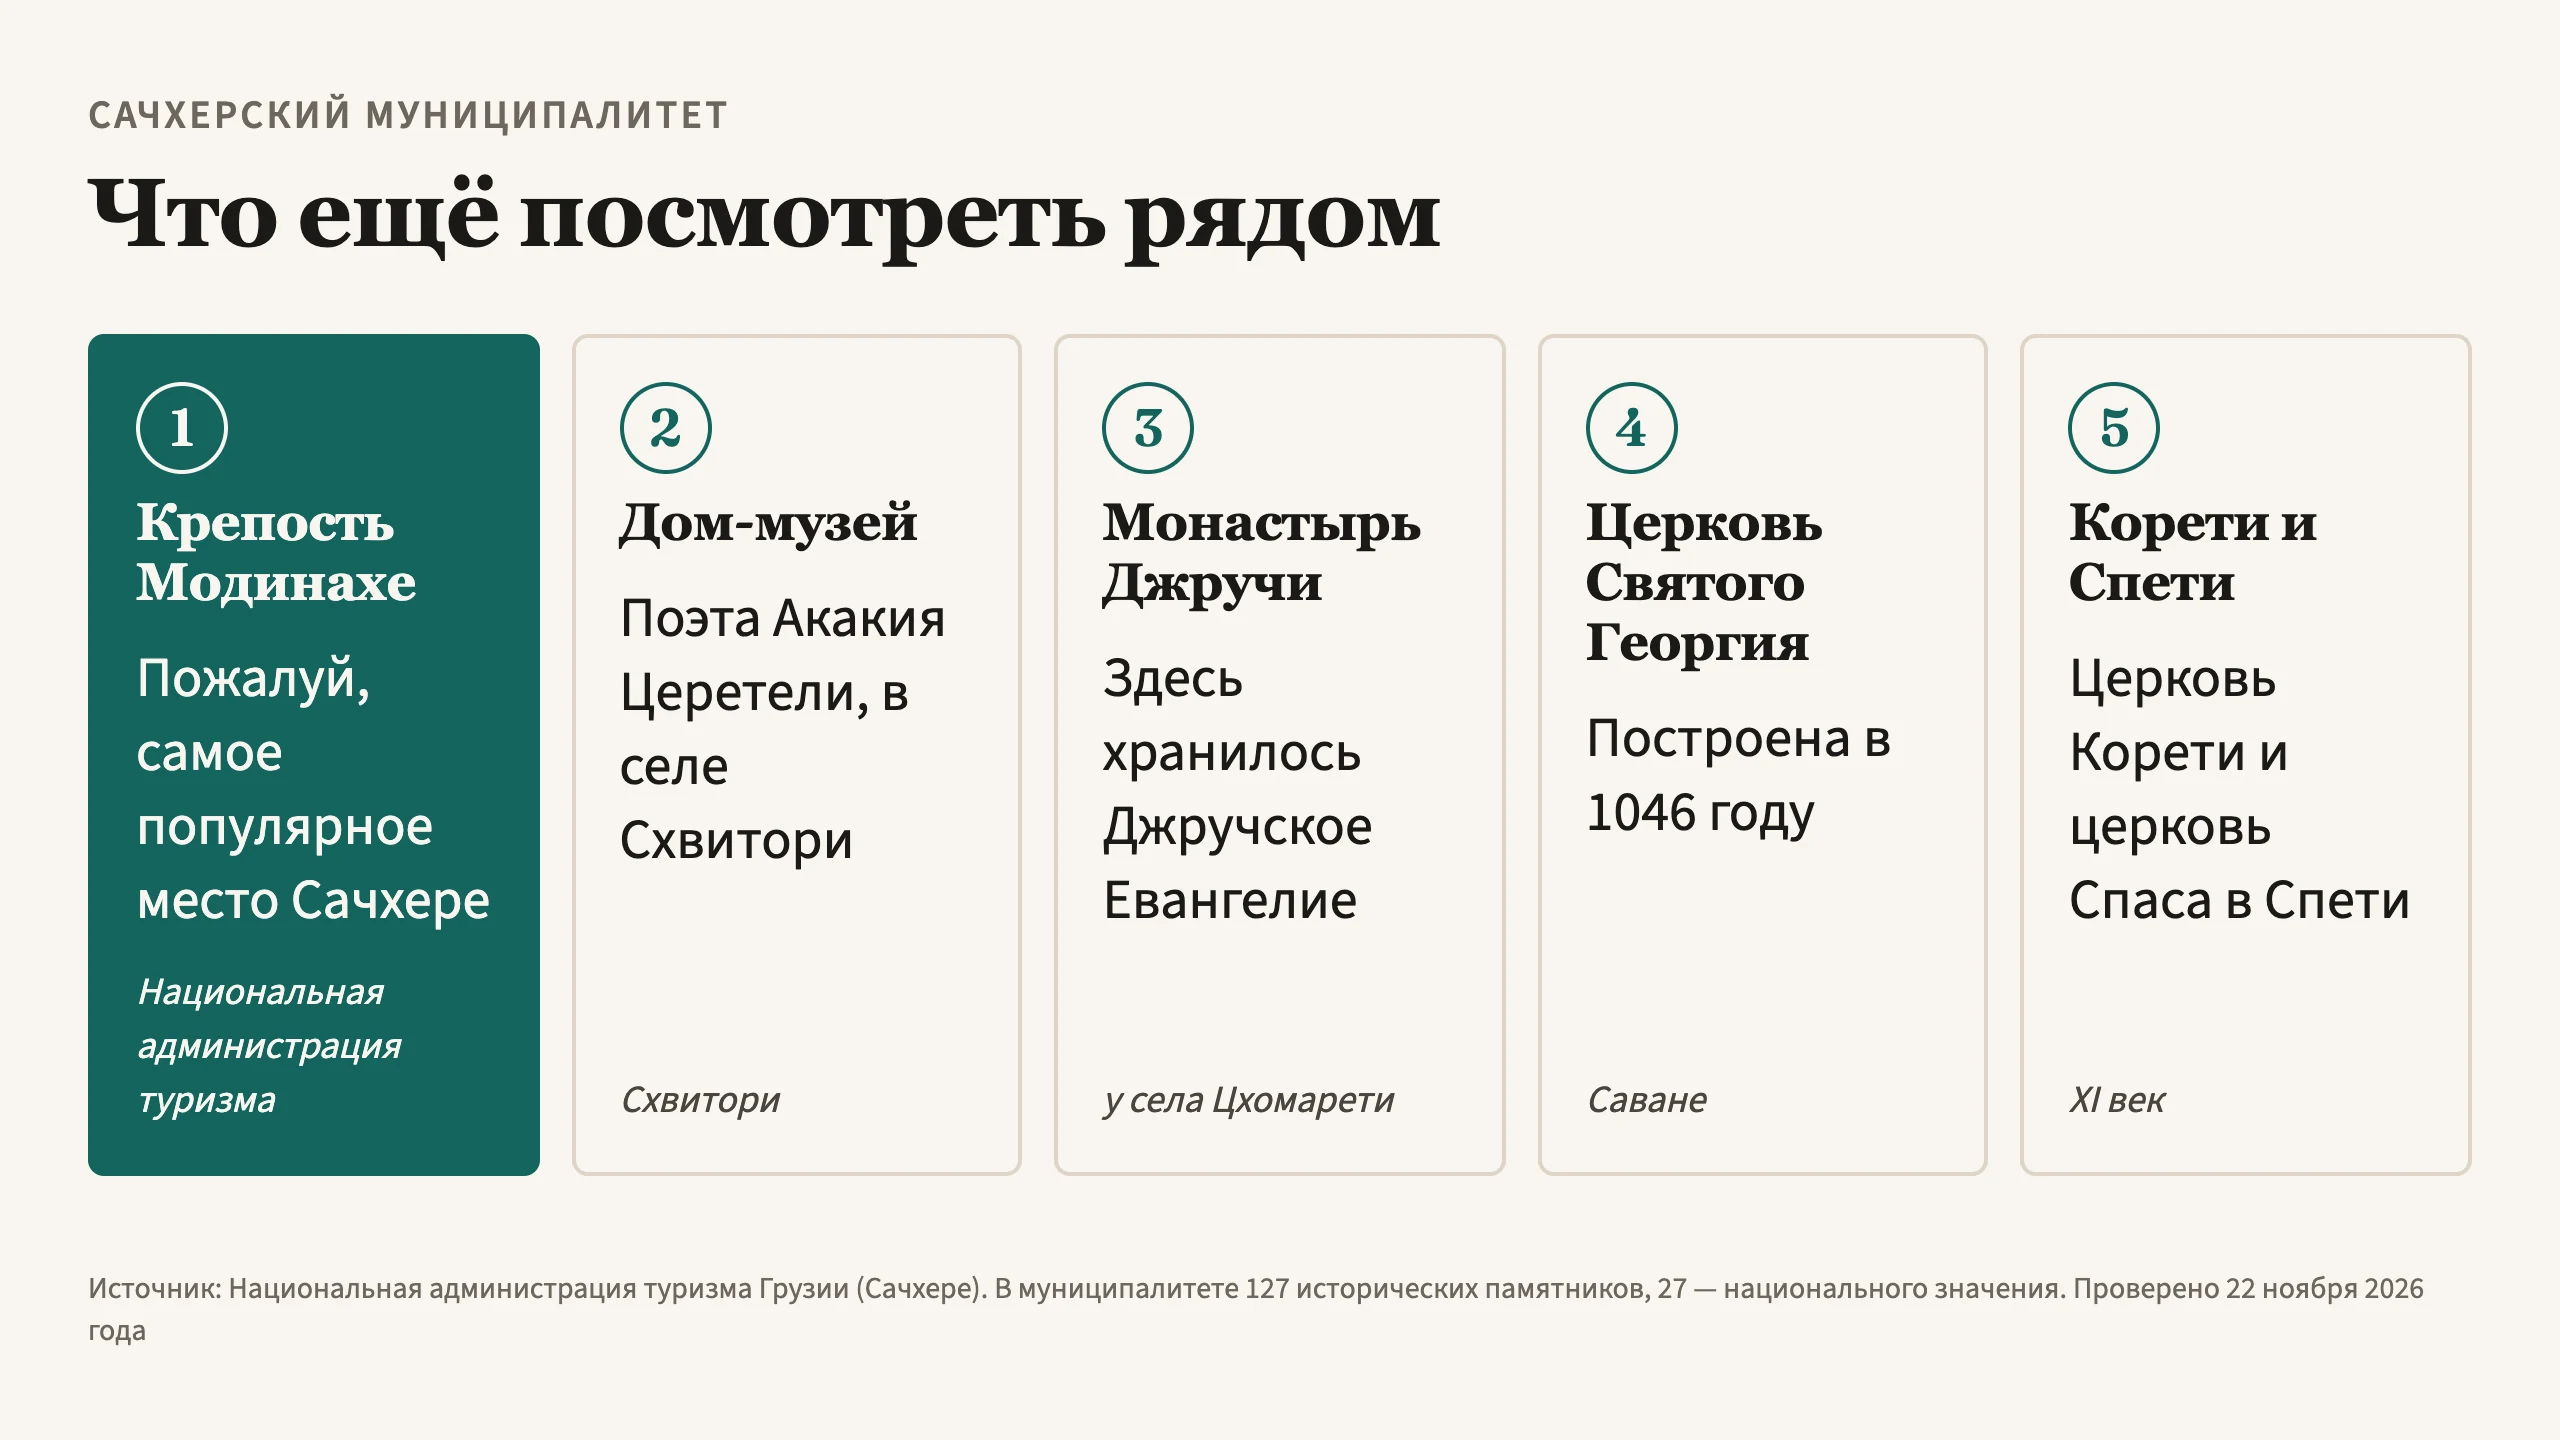 САЧХЕРСКИЙ МУНИЦИПАЛИТЕТ
Что ещё посмотреть рядом
1
Крепость
Модинахе
Пожалуй,
самое
популярное
место Сачхере
Национальная
администрация
туризма
2
Дом-музей
Поэта Акакия
Церетели, в
селе
Схвитори
Схвитори
3
Монастырь
Джручи
Здесь
хранилось
Джручское
Евангелие
у села Цхомарети
4
Церковь
Святого
Георгия
Построена в
1046 году
Саване
5
Корети и
Спети
Церковь
Корети и
церковь
Спаса в Спети
XI век
Источник: Национальная администрация туризма Грузии (Сачхере). В муниципалитете 127 исторических памятников, 27 — национального значения. Проверено 22 ноября 2026
года